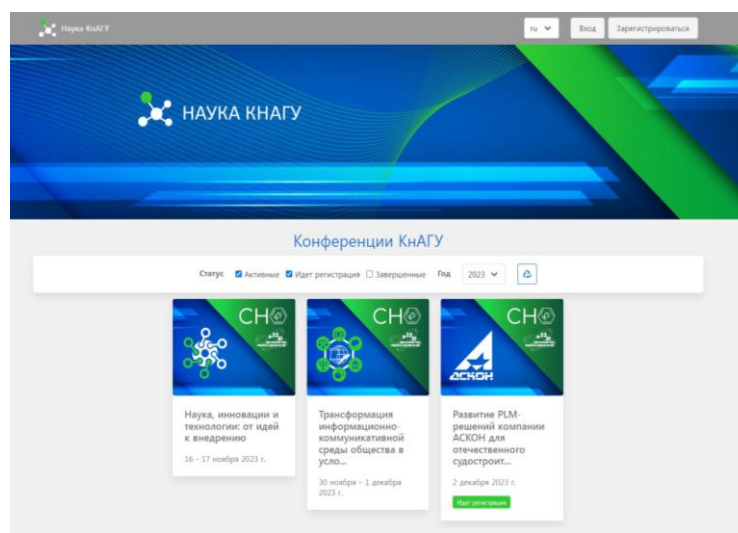 Наука КнАГУ
ru
Вход
Зарегистрироваться
НАУКА КНАГУ
Конференции КнАГУ
Статус Активные Идет регистрация Завершенные Год 2023
СН
СН
СН
АСКОН
Наука, инновации и
технологии: от идей
к внедрению
16 - 17 ноября 2023 г.
Трансформация
информационно-
коммуникативной
среды общества в
усло...
30 ноября – 1 декабря
2023 г.
Развитие PLM-
решений компании
АСКОН для
отечественного
судостроит...
2 декабря 2023 г.
Идет регистрация